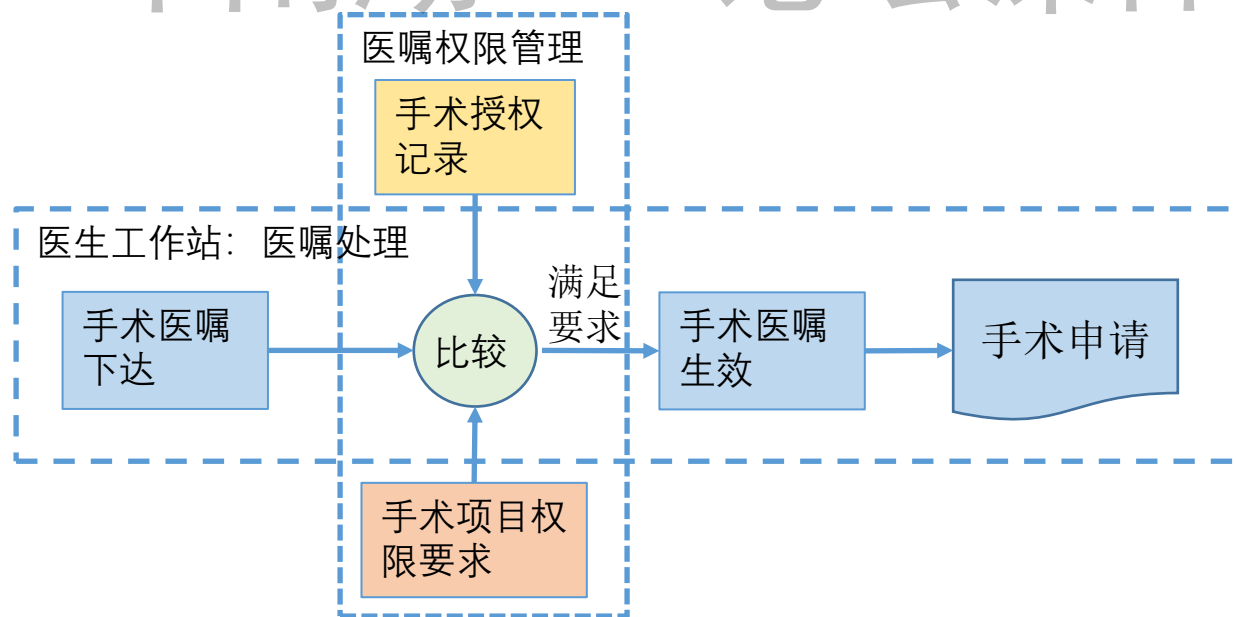 医嘱权限管理
手术授权
记录
医生工作站： 医嘱处理
手术医嘱
下达
比较
满足
要求
手术医嘱
生效
手术申请
手术项目权
限要求